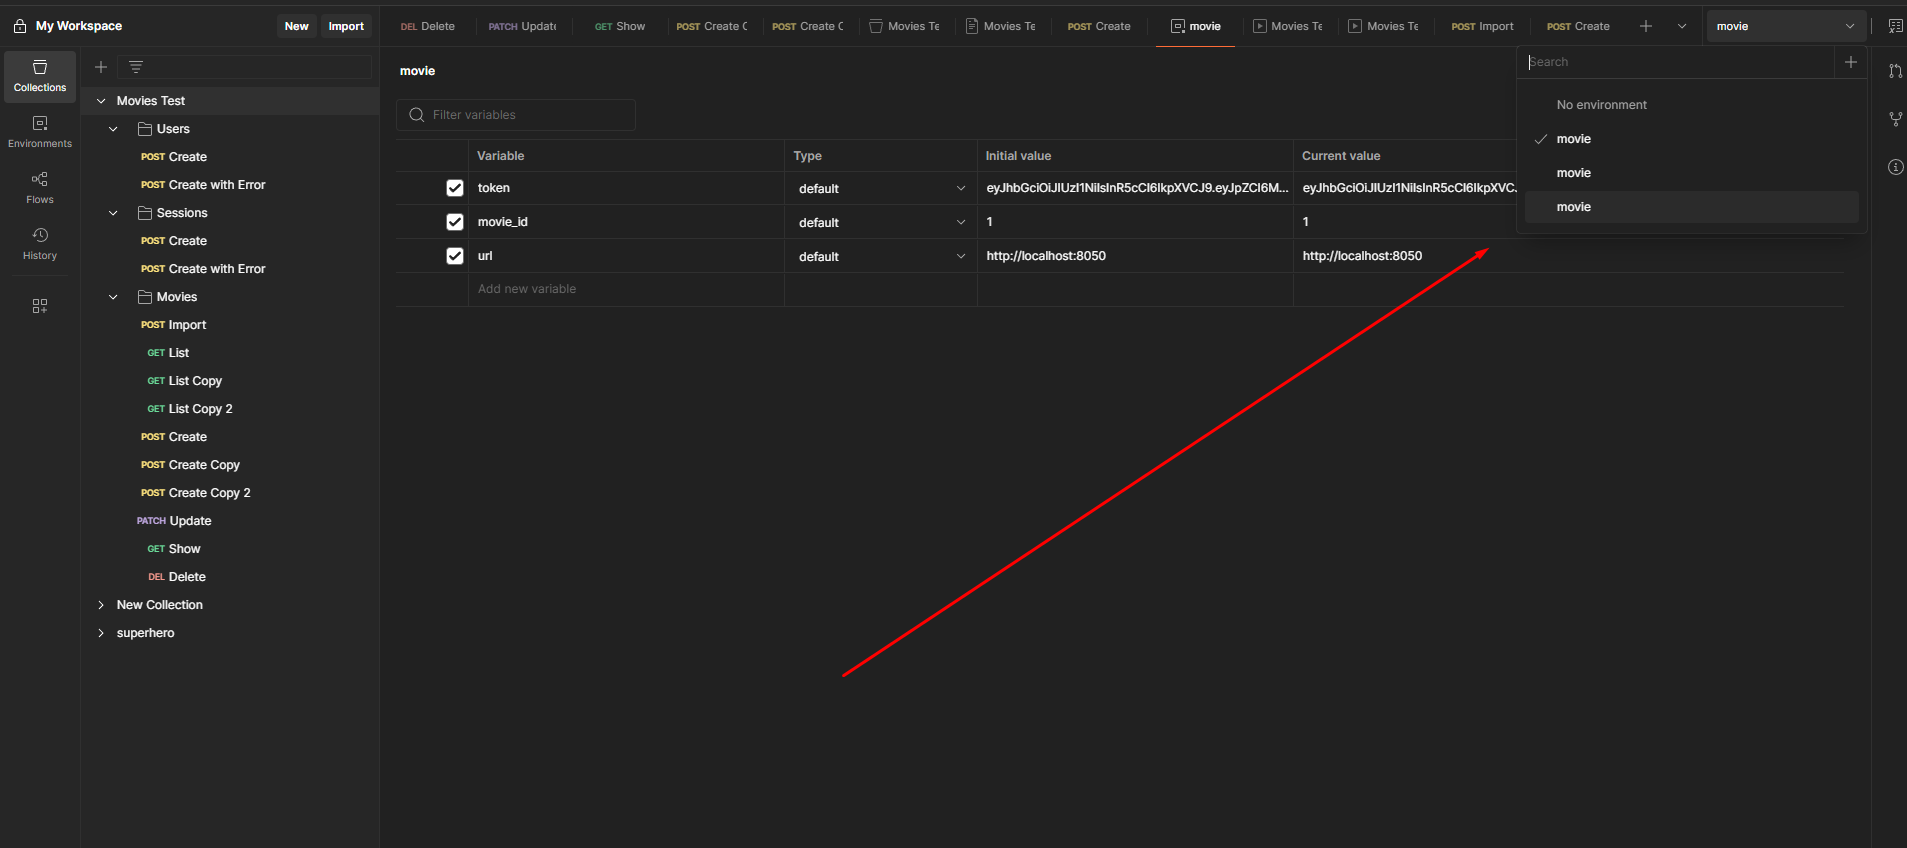 My Workspace
New
Import
DEL Delete
PATCH Update
GET Show
POST Create C
POST Create C
Movies Te
Movies Te
POST Create
movie
Movies Te
Movies Te
POST Import
POST Create
movie
Collections
Environments
Flows
History
Movies Test
Users
POST Create
POST Create with Error
Sessions
POST Create
POST Create with Error
Movies
POST Import
GET List
GET List Copy
GET List Copy 2
POST Create
POST Create Copy
POST Create Copy 2
PATCH Update
GET Show
DEL Delete
New Collection
superhero
movie
Filter variables
Variable Type Initial value Current value
token default
movie_id default 1 1
url default http://localhost:8050 http://localhost:8050
Add new variable
Search
No environment
movie
movie
movie